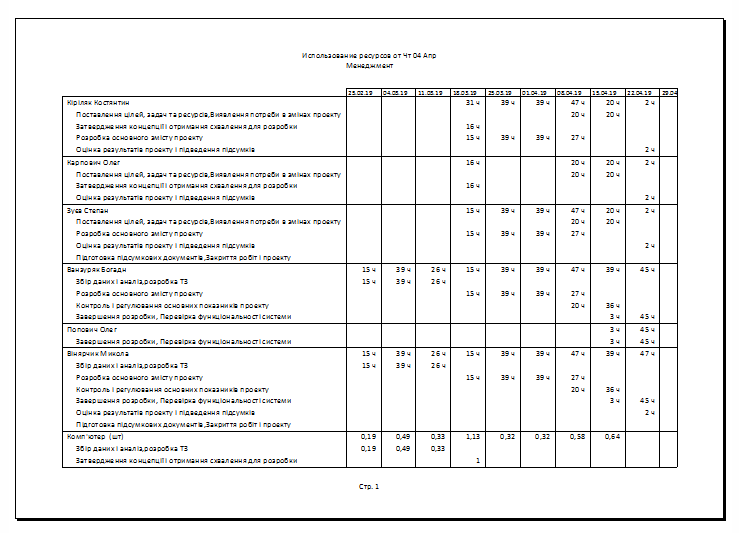 Использование ресурсов от Чт 04 Апр
Менеджмент
25.02.19 04.03.19 11.03.19 18.03.19 25.03.19 01.04.19 08.04.19 15.04.19 22.04.19 29.04
Кіріляк Костянтин 31 ч 39 ч 39 ч 47 ч 20 ч 2 ч
Поставлення цілей, задач та ресурсів,Виявлення потреби в змінах проекту 20 ч 20 ч
Затвердження концепції і отримання схвалення для розробки 16 ч
Розробка основного змісту проекту 15 ч 39 ч 39 ч 27 ч
Оцінка результатів проекту і підведення підсумків 2 ч
Карпович Олег 16 ч 20 ч 20 ч 2 ч
Поставлення цілей, задач та ресурсів,Виявлення потреби в змінах проекту 20 ч 20 ч
Затвердження концепції і отримання схвалення для розробки 16 ч
Оцінка результатів проекту і підведення підсумків 2 ч
Зуєв Степан 15 ч 39 ч 39 ч 47 ч 20 ч 2 ч
Поставлення цілей, задач та ресурсів,Виявлення потреби в змінах проекту 20 ч 20 ч
Розробка основного змісту проекту 15 ч 39 ч 39 ч 27 ч
Оцінка результатів проекту і підведення підсумків 2 ч
Підготовка підсумкових документів,Закриття робіт і проекту
Ванзуряк Богадн 15 ч 39 ч 26 ч 15 ч 39 ч 39 ч 47 ч 39 ч 45 ч
Збір даних і аналіз,розробка ТЗ 15 ч 39 ч 26 ч
Розробка основного змісту проекту 15 ч 39 ч 39 ч 27 ч
Контроль і регулювання основних показників проекту 20 ч 36 ч
Завершення розробки, Перевірка функціональності системи 3 ч 45 ч
Попович Олег 3 ч 45 ч
Завершення розробки, Перевірка функціональності системи 3 ч 45 ч
Вінярчик Микола 15 ч 39 ч 26 ч 15 ч 39 ч 39 ч 47 ч 39 ч 47 ч
Збір даних і аналіз,розробка ТЗ 15 ч 39 ч 26 ч
Розробка основного змісту проекту 15 ч 39 ч 39 ч 27 ч
Контроль і регулювання основних показників проекту 20 ч 36 ч
Завершення розробки, Перевірка функціональності системи 3 ч 45 ч
Оцінка результатів проекту і підведення підсумків 2 ч
Підготовка підсумкових документів,Закриття робіт і проекту
Комп'ютер (шт) 0,19 0,49 0,33 1,13 0,32 0,32 0,58 0,64
Збір даних і аналіз,розробка ТЗ 0,19 0,49 0,33
Затвердження концепції і отримання схвалення для розробки 1
Стр. 1